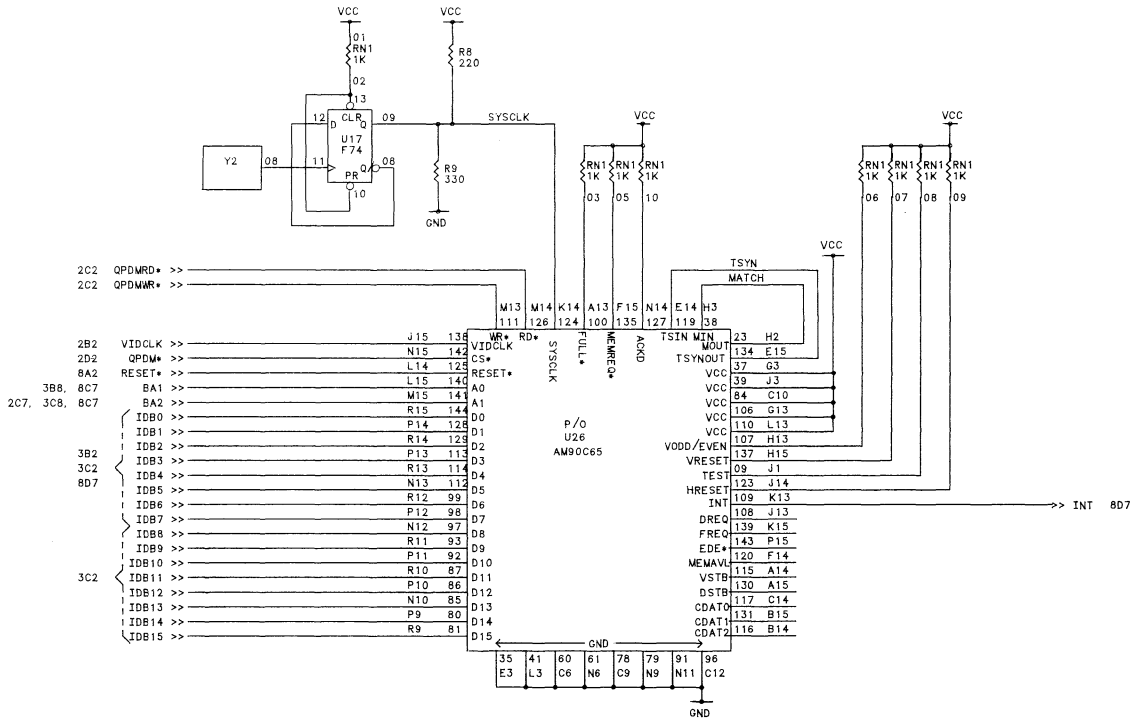 VCC VCC
01
RN1
1K
02
R8
220
13
12 D CLR Q 09 SYSCLK
U17
F74
Y2 08 11 Q/ 08
PR
10
R9
330
GND
VCC
RN1 RN1 RN1
1K 1K 1K
03 05 10
VCC
RN1 RN1 RN1 RN1
1K 1K 1K 1K
06 07 08 09
VCC
TSYN
MATCH
2C2 QPDMRD* >>
2C2 QPDMWR* >>
M13 M14 K14 A13 F15 N14 E14 H3
111 126 124 100 135 127 119 38
WR* RD* SYSCLK FULL* MEMREQ* ACKD TSIN MIN
2B2 VIDCLK >> J15 138 VIDCLK
2D2 QPDM* >> N15 142 CS*
8A2 RESET* >> L14 125 RESET*
3B8, 8C7 BA1 >> L15 140 A0
2C7, 3C8, 8C7 BA2 >> M15 141 A1
IDB0 >> R15 144 D0
IDB1 >> P14 128 D1
IDB2 >> R14 129 D2
3B2 IDB3 >> P13 113 D3
3C2 IDB4 >> R13 114 D4
8D7 IDB5 >> N13 112 D5
IDB6 >> R12 99 D6
IDB7 >> P12 98 D7
IDB8 >> N12 97 D8
IDB9 >> R11 93 D9
IDB10 >> P11 92 D10
3C2 IDB11 >> R10 87 D11
IDB12 >> P10 86 D12
IDB13 >> N10 85 D13
IDB14 >> P9 80 D14
IDB15 >> R9 81 D15
P/O
U26
AM90C65
MOUT 23 H2
TSYNOUT 134 E15
VCC 37 G3
VCC 39 J3
VCC 84 C10
VCC 106 G13
VCC 110 L13
VODD/EVEN 107 H13
VRESET 137 H15
TEST 09 J1
HRESET 123 J14
INT 109 K13 >> INT 8D7
DREQ 108 J13
FREQ 139 K15
EDE* 143 P15
MEMAVL 120 F14
VSTB 115 A14
DSTB 130 A15
CDAT0 117 C14
CDAT1 131 B15
CDAT2 116 B14
GND
35 41 60 61 78 79 91 96
E3 L3 C6 N6 C9 N9 N11 C12
GND